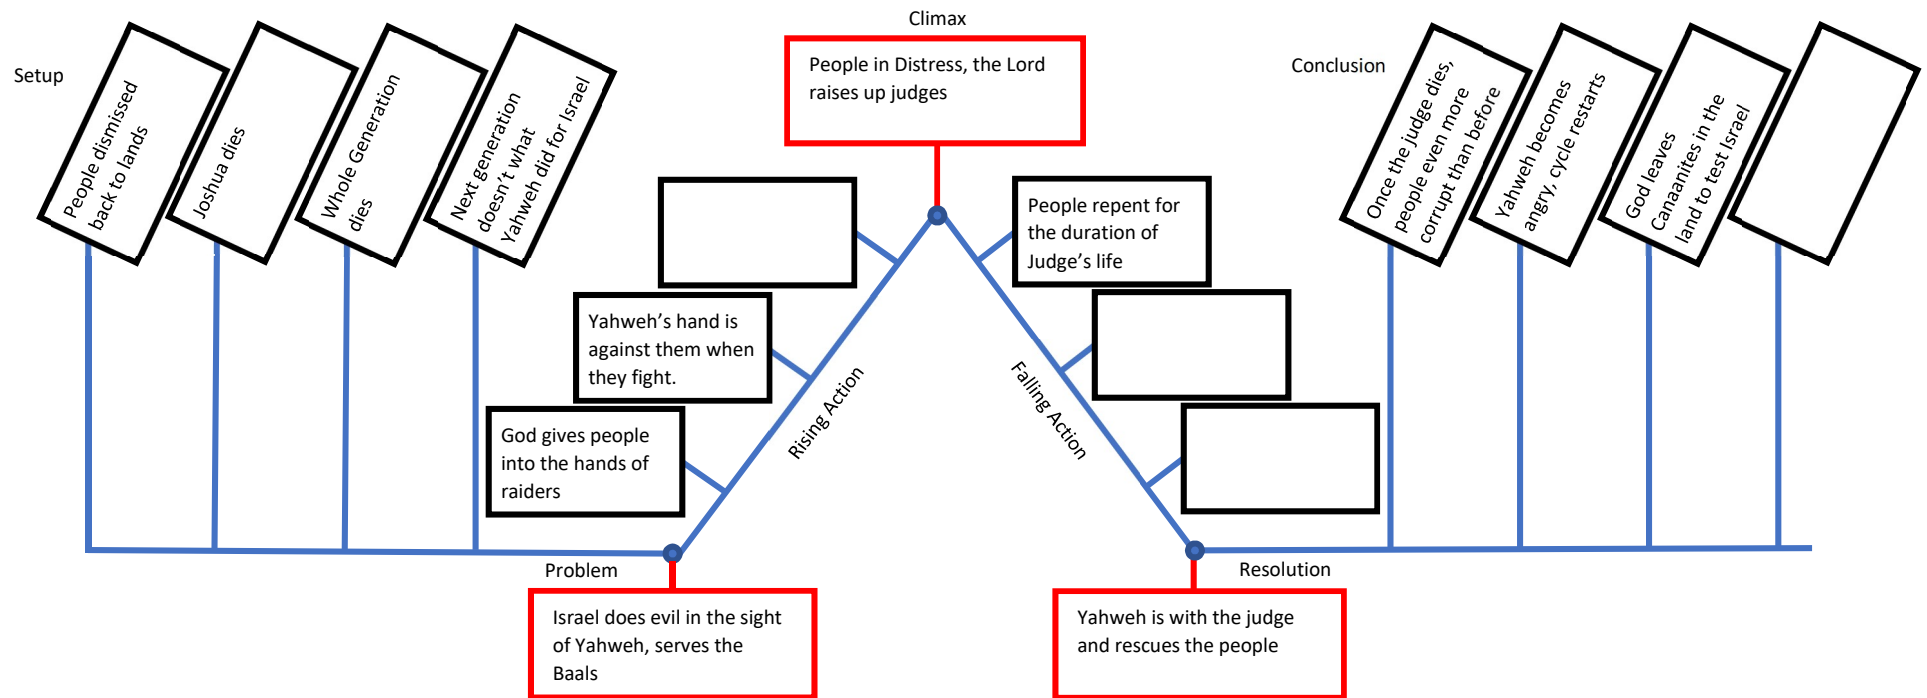 Setup
People dismissed
back to lands
Joshua dies
Whole Generation
dies
Next generation
doesn't what
Yahweh did for Israel
Problem
Israel does evil in the sight
of Yahweh, serves the
Baals
Rising Action
God gives people
into the hands of
raiders
Yahweh's hand is
against them when
they fight.
Climax
People in Distress, the Lord
raises up judges
Falling Action
People repent for
the duration of
Judge's life
Resolution
Yahweh is with the judge
and rescues the people
Conclusion
Once the judge dies,
people even more
corrupt than before
Yahweh becomes
angry, cycle restarts
God leaves
Canaanites in the
land to test Israel